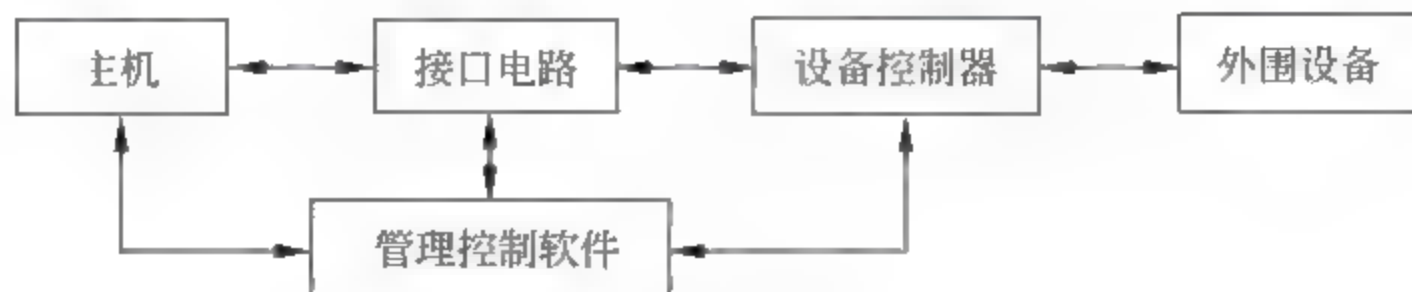 主机
接口电路
设备控制器
外围设备
管理控制软件